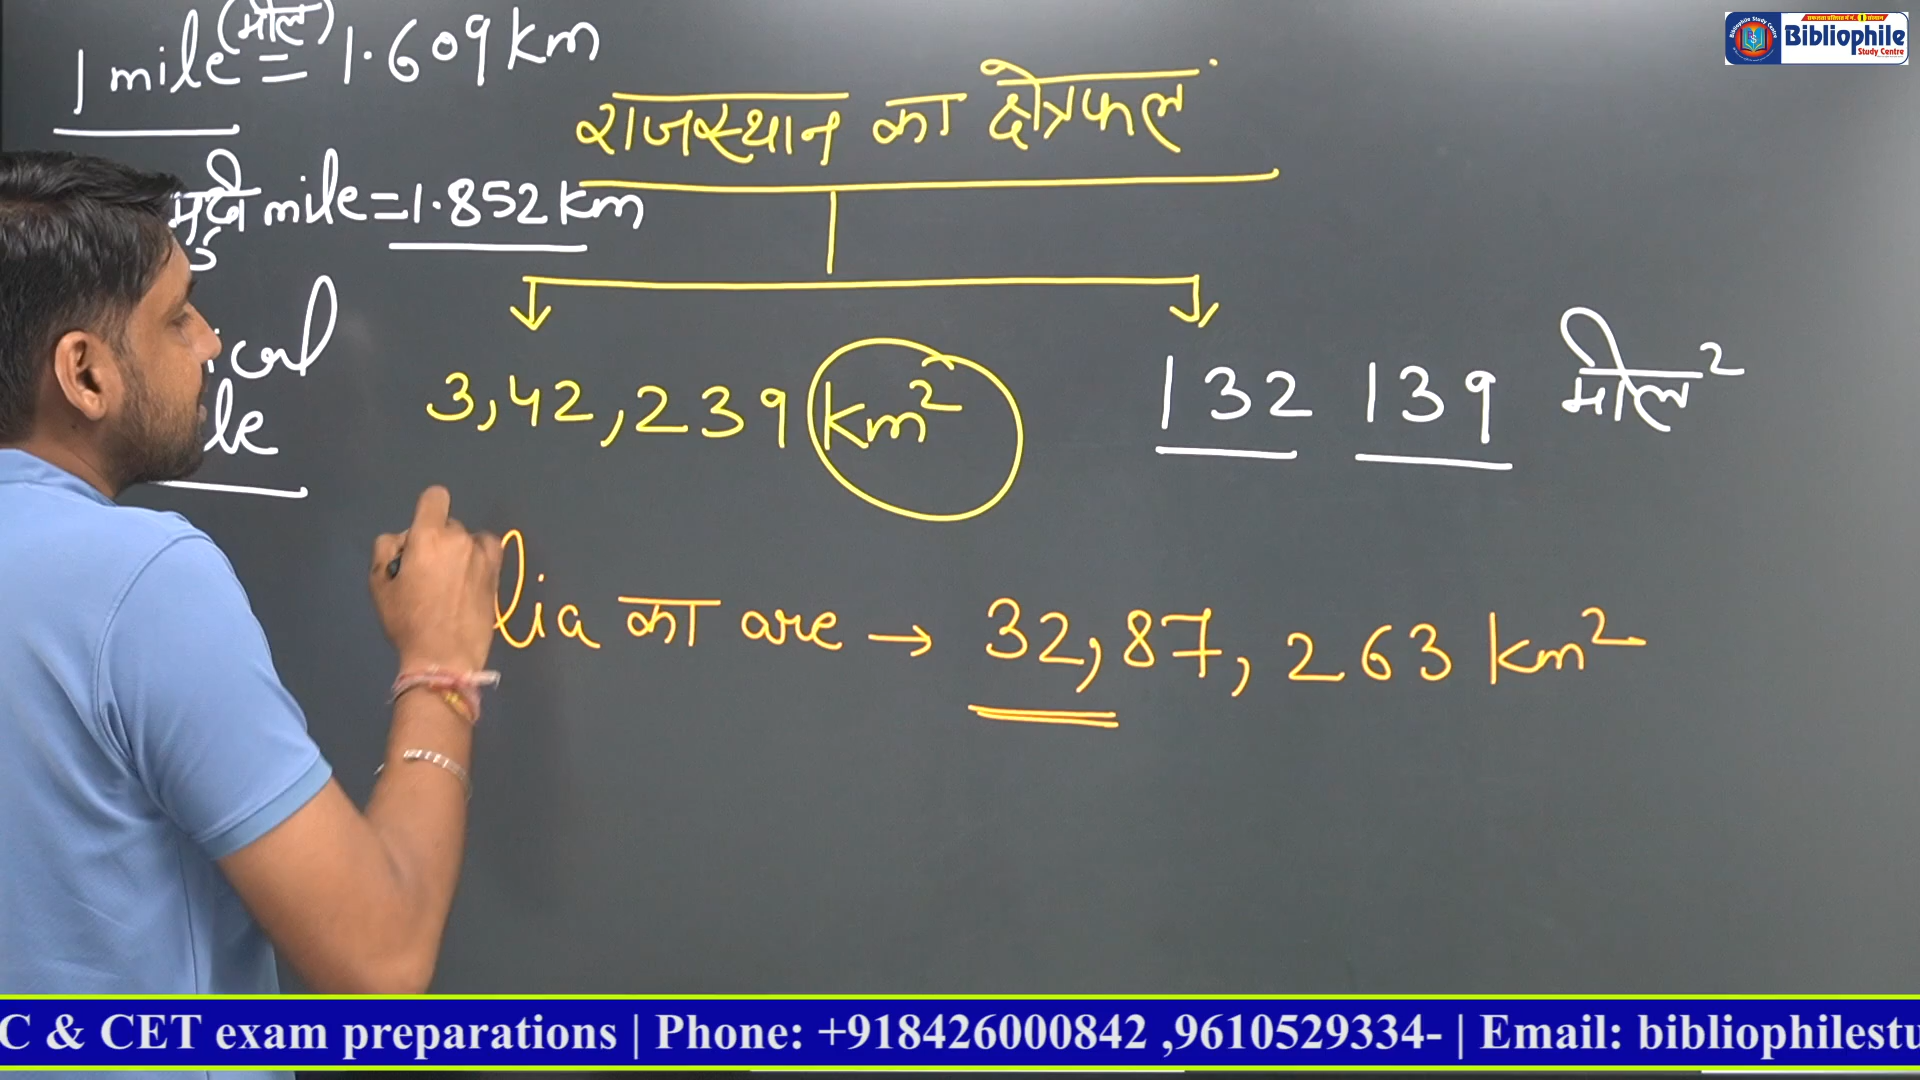 1 mile (मील) = 1.609 km
mile = 1.852 km
राजस्थान का क्षेत्रफल
3,42,239 km²
132 139 मील²
का are → 32,87,263 km²
Bibliophile
Study Centre
C & CET exam preparations | Phone: +918426000842 ,9610529334- | Email: bibliophilestu